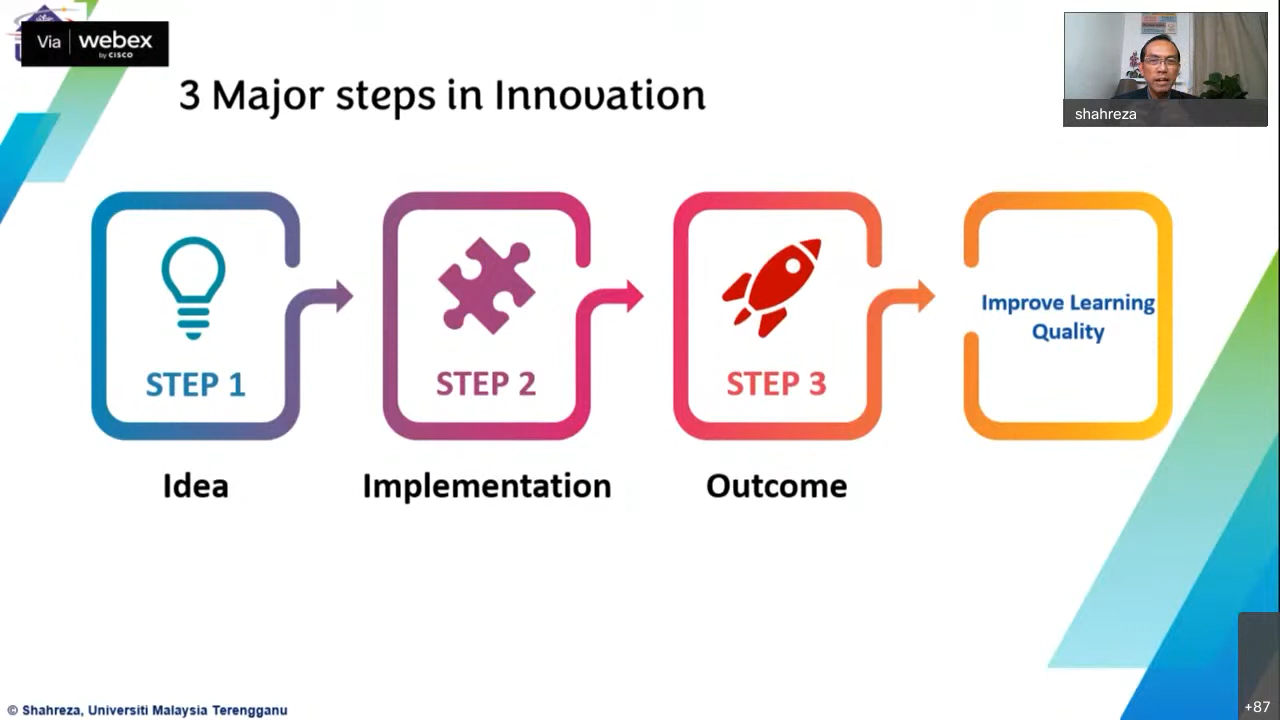 Via webex
by CISCO
shahreza
3 Major steps in Innovation
STEP 1
STEP 2
STEP 3
Improve Learning
Quality
Idea
Implementation
Outcome
© Shahreza, Universiti Malaysia Terengganu
+87